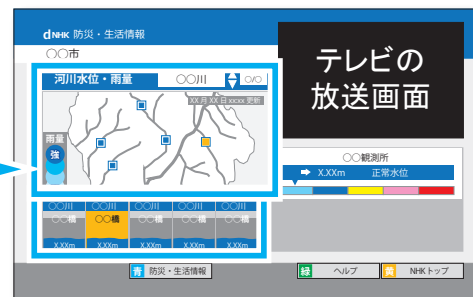 dNHK 防災・生活情報
○○市
テレビの
放送画面
河川水位・雨量 ○○川 ○/○
XX月XX日xx:xx更新
雨量
強
○○観測所
➡ X.XXm 正常水位
○○川 ○○川 ○○川 ○○川 ○○川
○○橋 ○○橋 ○○橋 ○○橋 ○○橋
X.XXm X.XXm X.XXm X.XXm X.XXm
青 防災・生活情報 緑 ヘルプ 黄 NHKトップ